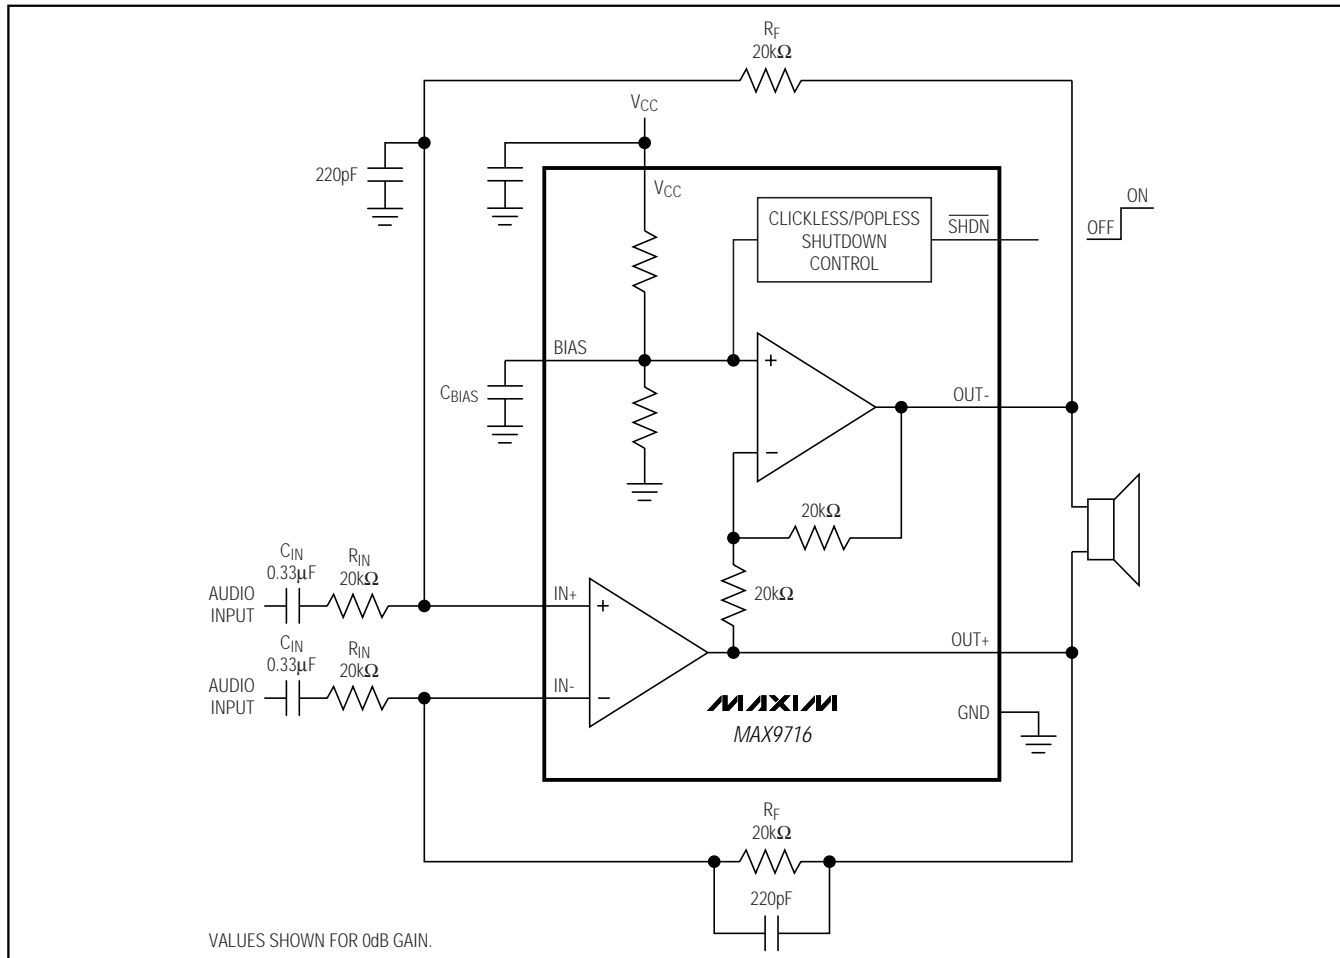 RF
20kΩ
VCC
220pF
VCC
CLICKLESS/POPLESS
SHUTDOWN
CONTROL
SHDN
ON
OFF
BIAS
+
CBIAS
OUT-
−
20kΩ
CIN
0.33µF
RIN
20kΩ
AUDIO
INPUT
IN+
+
20kΩ
OUT+
CIN
0.33µF
RIN
20kΩ
AUDIO
INPUT
IN-
−
MAXIM
MAX9716
GND
RF
20kΩ
220pF
VALUES SHOWN FOR 0dB GAIN.